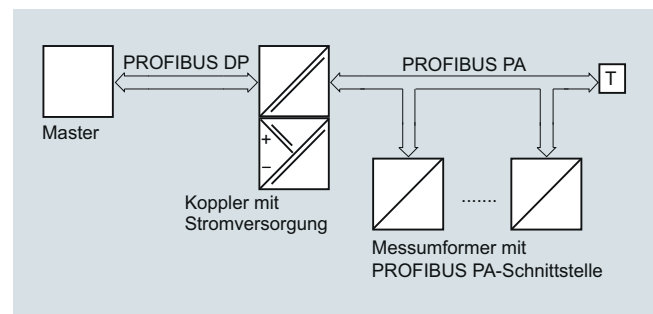 PROFIBUS DP
PROFIBUS PA
T
Master
+
–
Koppler mit
Stromversorgung
.......
Messumformer mit
PROFIBUS PA-Schnittstelle